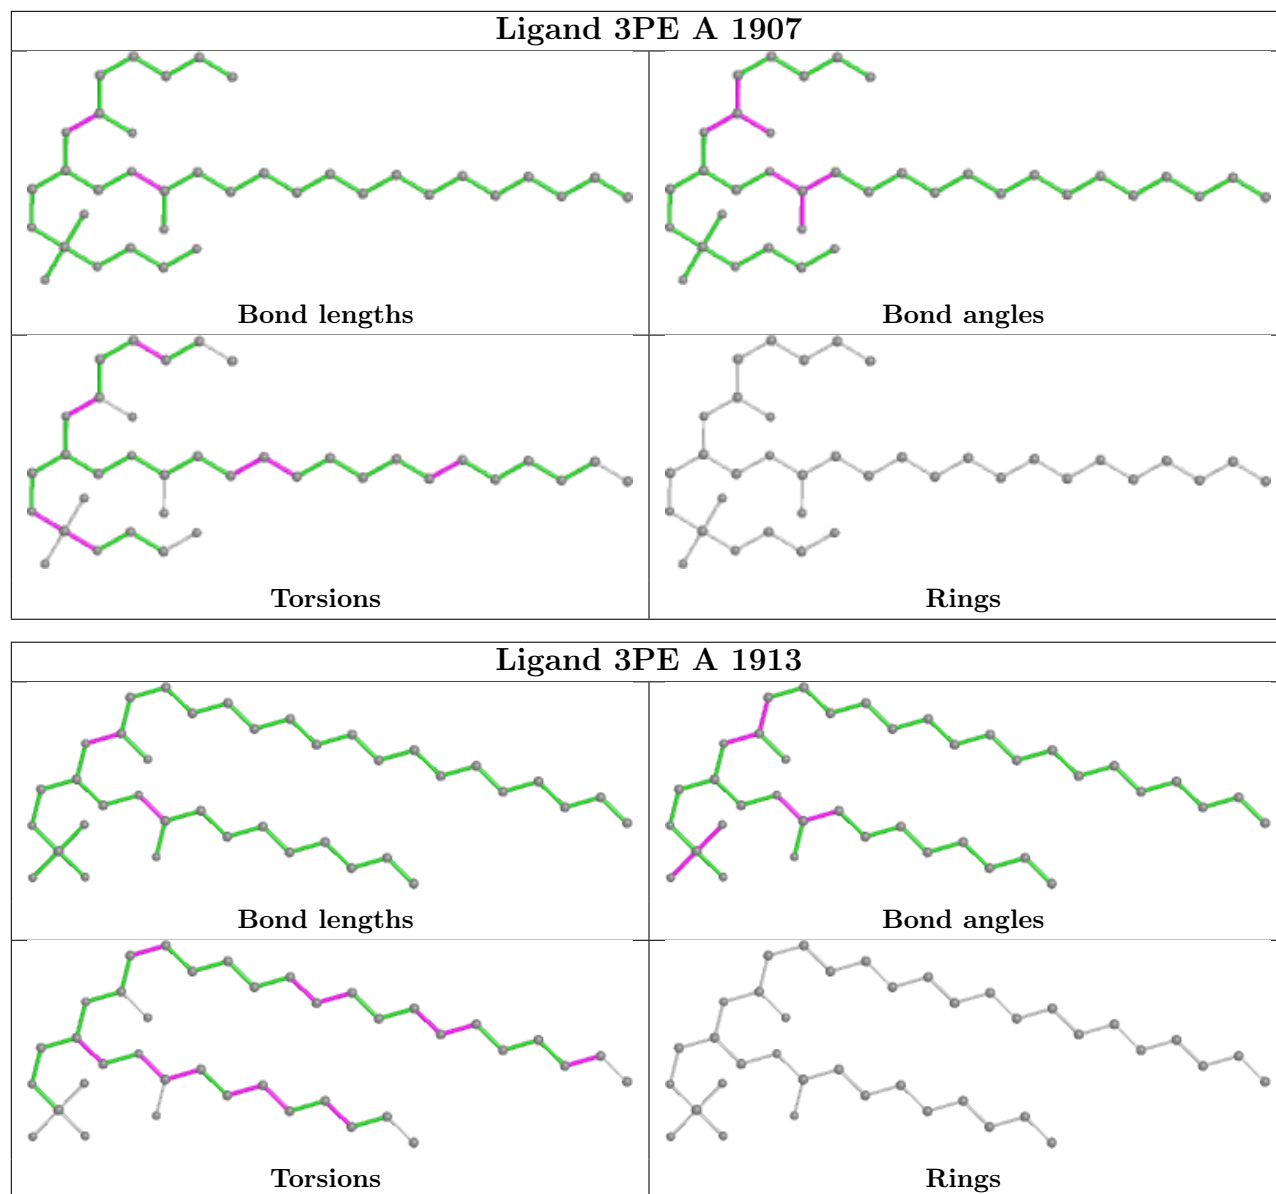 Ligand 3PE A 1907
Bond lengths
Bond angles
Torsions
Rings
Ligand 3PE A 1913
Bond lengths
Bond angles
Torsions
Rings